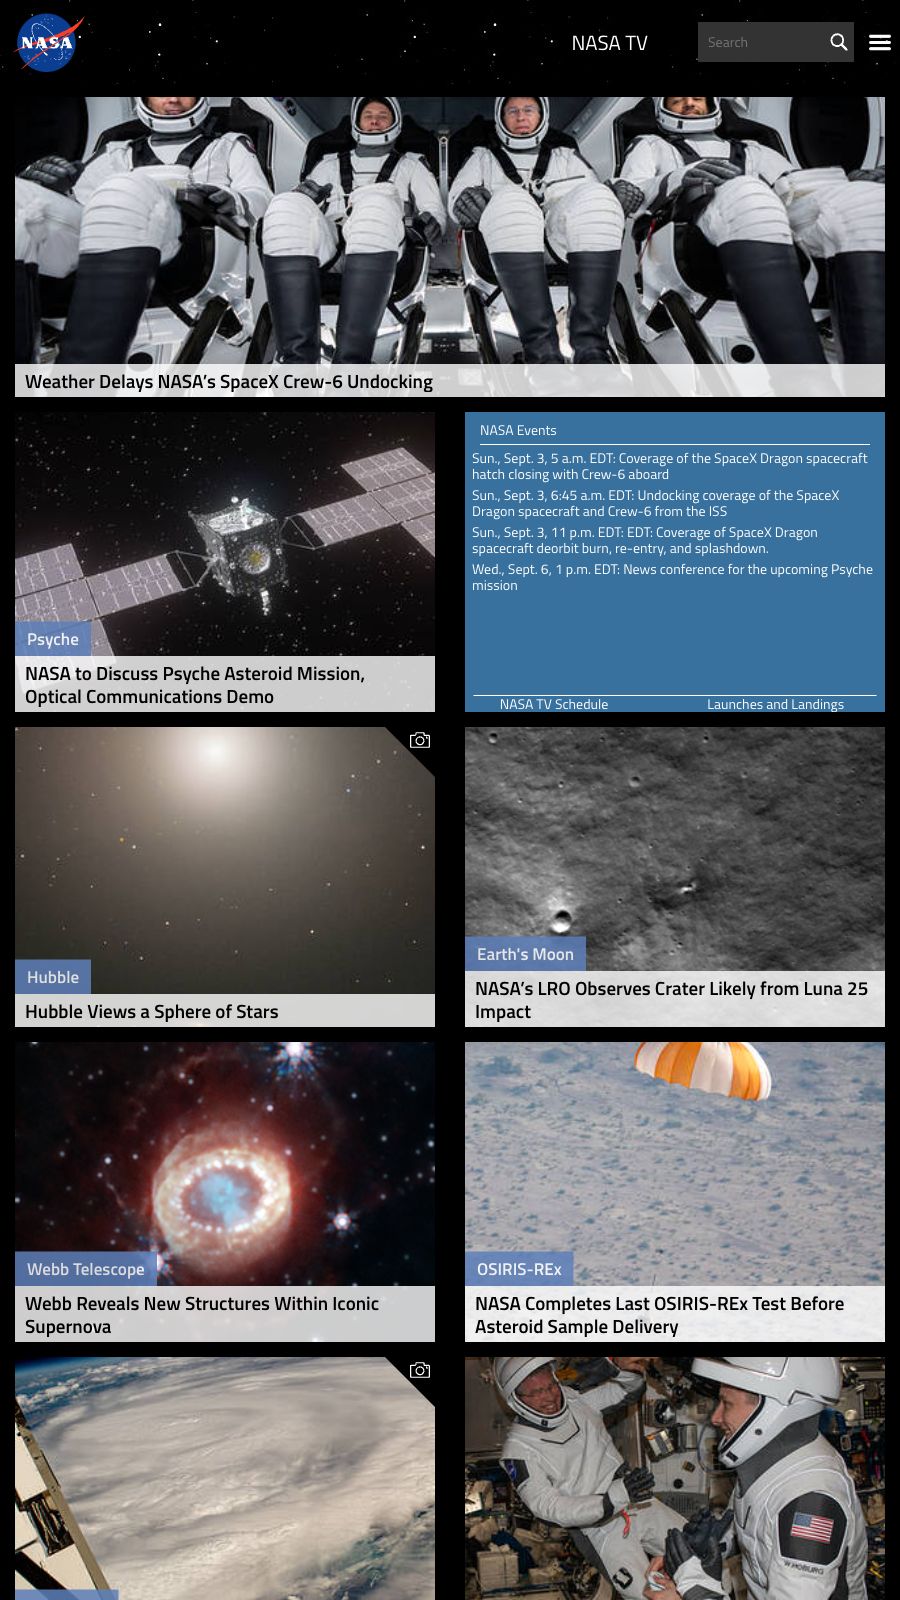 NASA
NASA TV
Search
Weather Delays NASA’s SpaceX Crew-6 Undocking
Psyche
NASA to Discuss Psyche Asteroid Mission,
Optical Communications Demo
NASA Events
Sun., Sept. 3, 5 a.m. EDT: Coverage of the SpaceX Dragon spacecraft
hatch closing with Crew-6 aboard
Sun., Sept. 3, 6:45 a.m. EDT: Undocking coverage of the SpaceX
Dragon spacecraft and Crew-6 from the ISS
Sun., Sept. 3, 11 p.m. EDT: EDT: Coverage of SpaceX Dragon
spacecraft deorbit burn, re-entry, and splashdown.
Wed., Sept. 6, 1 p.m. EDT: News conference for the upcoming Psyche
mission
NASA TV Schedule
Launches and Landings
Hubble
Hubble Views a Sphere of Stars
Earth's Moon
NASA’s LRO Observes Crater Likely from Luna 25
Impact
Webb Telescope
Webb Reveals New Structures Within Iconic
Supernova
OSIRIS-REx
NASA Completes Last OSIRIS-REx Test Before
Asteroid Sample Delivery
W. HOBURG